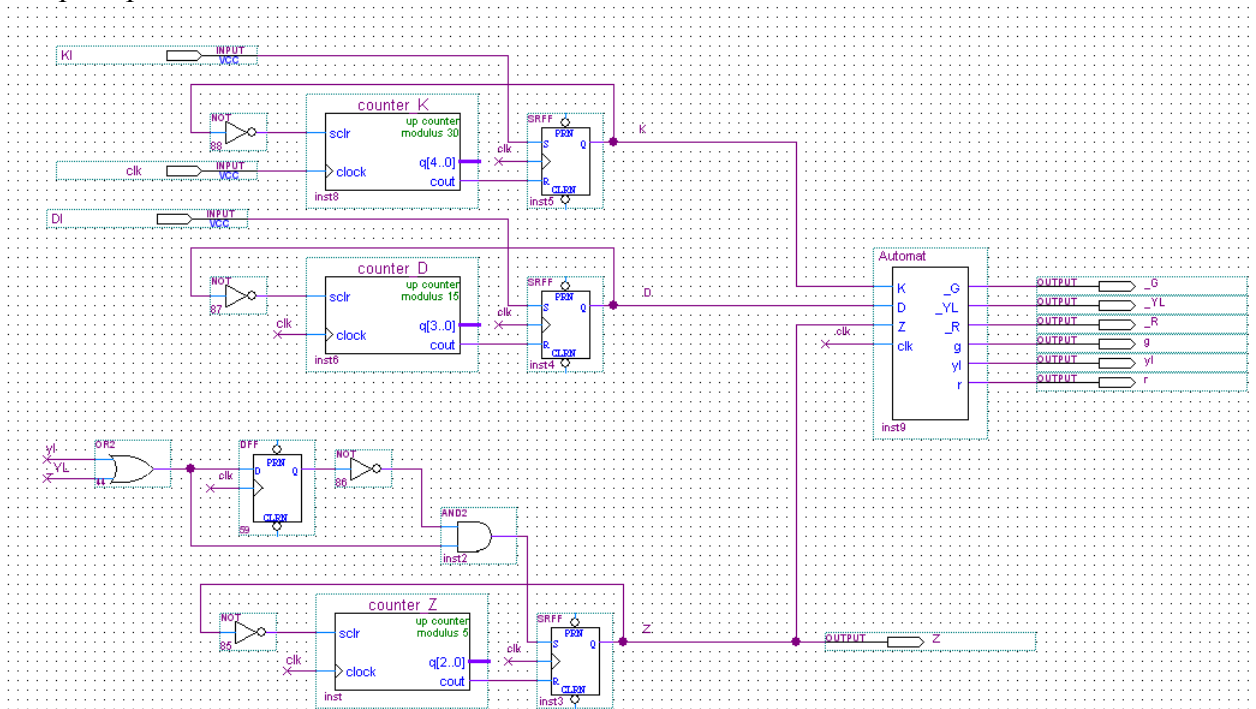 KI
INPUT
VCC
NOT
88
counter_K
up counter
modulus 30
sclr
q[4..0]
clock
cout
inst8
SRFF
PRN
S
Q
clk
R
CLRN
inst5
K
clk
INPUT
VCC
DI
INPUT
VCC
NOT
87
counter_D
up counter
modulus 15
sclr
q[3..0]
clk
clock
cout
inst6
SRFF
PRN
S
Q
clk
R
CLRN
inst4
D
Automat
K
D
Z
clk
_G
_YL
_R
g
yl
r
clk
inst9
OUTPUT
_G
OUTPUT
_YL
OUTPUT
_R
OUTPUT
g
OUTPUT
yl
OUTPUT
r
yl
_YL
OR2
DFF
PRN
D
Q
clk
CLRN
59
NOT
86
AND2
inst2
NOT
85
counter_Z
up counter
modulus 5
sclr
q[2..0]
clk
clock
cout
inst
SRFF
PRN
S
Q
clk
R
CLRN
inst3
Z
OUTPUT
Z